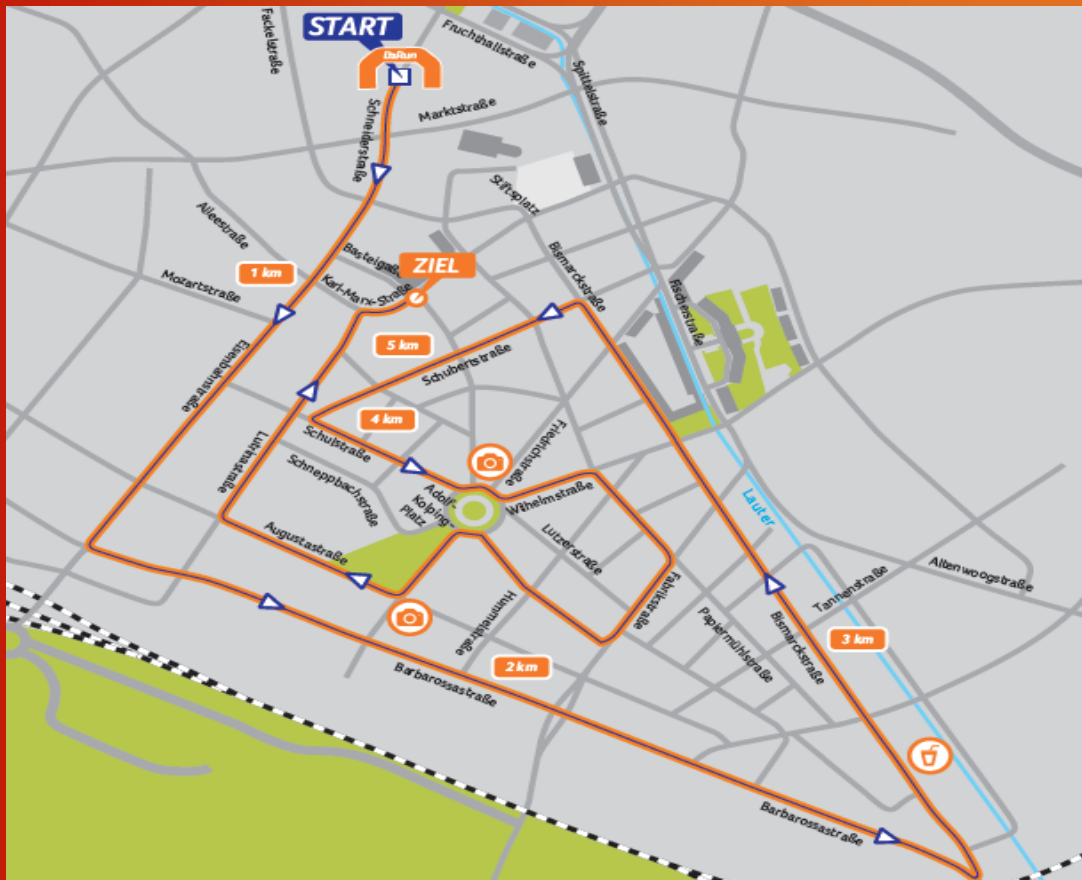 START
Fackelstraße
Fruchthallstraße
Spittelstraße
Schneiderstraße
Marktstraße
Stiftsplatz
Alleestraße
Bismarckstraße
ZIEL
1 km
Mozartstraße
Karl-Marx-Straße
Fischerstraße
5 km
Eisenbahnstraße
Schubertstraße
4 km
Lutrinastraße
Schulstraße
Friedrichstraße
Schneppbachstraße
Adolf-
Kolping-
Platz
Wilhelmstraße
Lauter
Augustastraße
Lutzerstraße
Hummelstraße
Fabrikstraße
Papiermühlstraße
Tannenstraße
Altenwoogstraße
Bismarckstraße
3 km
2 km
Barbarossastraße
Barbarossastraße